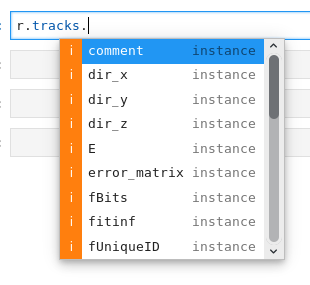 r.tracks.
i comment instance
i dir_x instance
i dir_y instance
i dir_z instance
i E instance
i error_matrix instance
i fBits instance
i fitinf instance
i fUniqueID instance